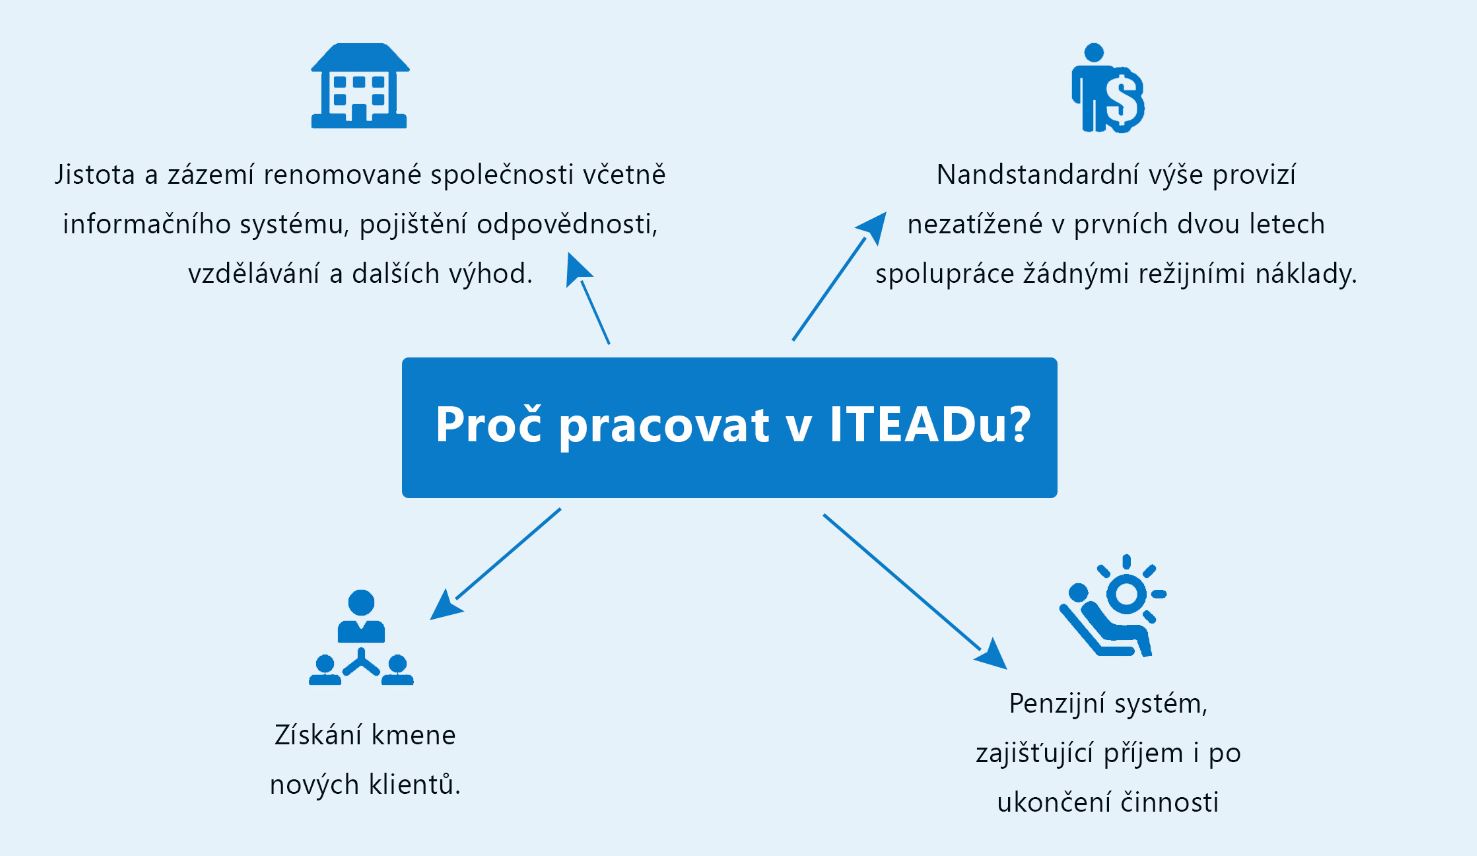 Jistota a zázemí renomované společnosti včetně
informačního systému, pojištění odpovědnosti,
vzdělávání a dalších výhod.
Nandstandardní výše provizí
nezatížené v prvních dvou letech
spolupráce žádnými režijními náklady.
Proč pracovat v ITEADu?
Získání kmene
nových klientů.
Penzijní systém,
zajišťující příjem i po
ukončení činnosti